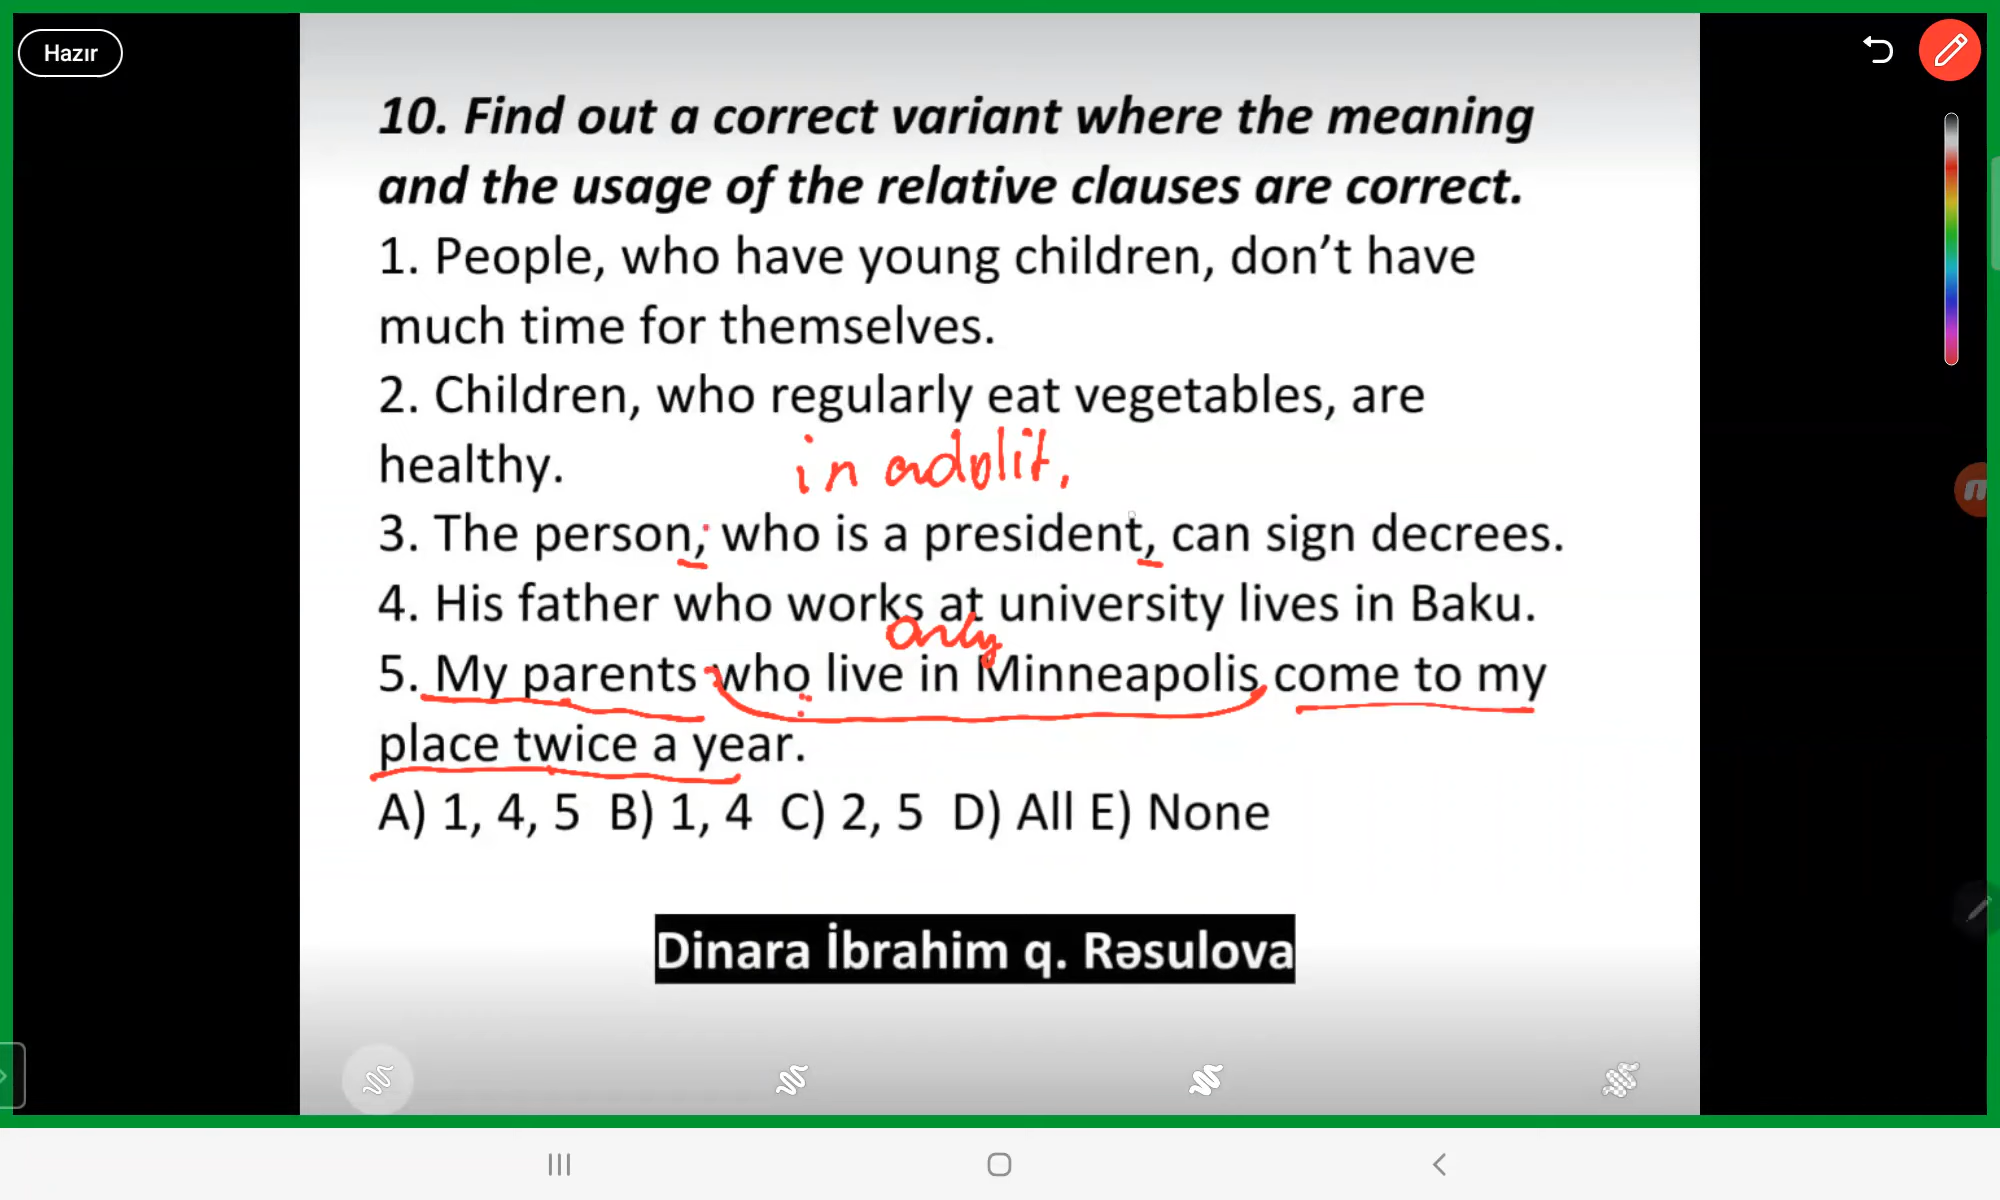 Hazır
10. Find out a correct variant where the meaning
and the usage of the relative clauses are correct.
1. People, who have young children, don't have
much time for themselves.
2. Children, who regularly eat vegetables, are
healthy.
in
3. The person, who is a president, can sign decrees.
4. His father who works at university lives in Baku.
only
5. My parents who live in Minneapolis come to my
place twice a year.
A) 1, 4, 5 B) 1, 4 C) 2, 5 D) All E) None
Dinara İbrahim q. Rəsulova